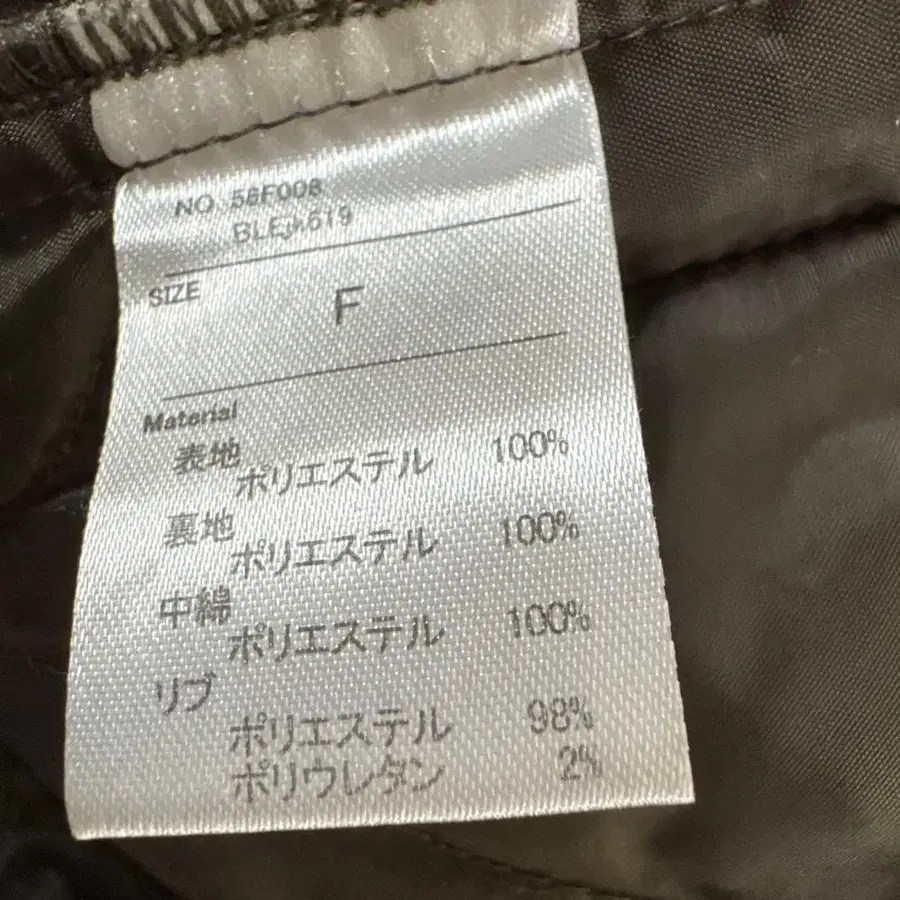 NO 58F008
SIZE
F
Material
表地
ポリエステル 100%
裏地
ポリエステル 100%
中綿
ポリエステル 100%
リブ
ポリエステル 98%
ポリウレタン 2%